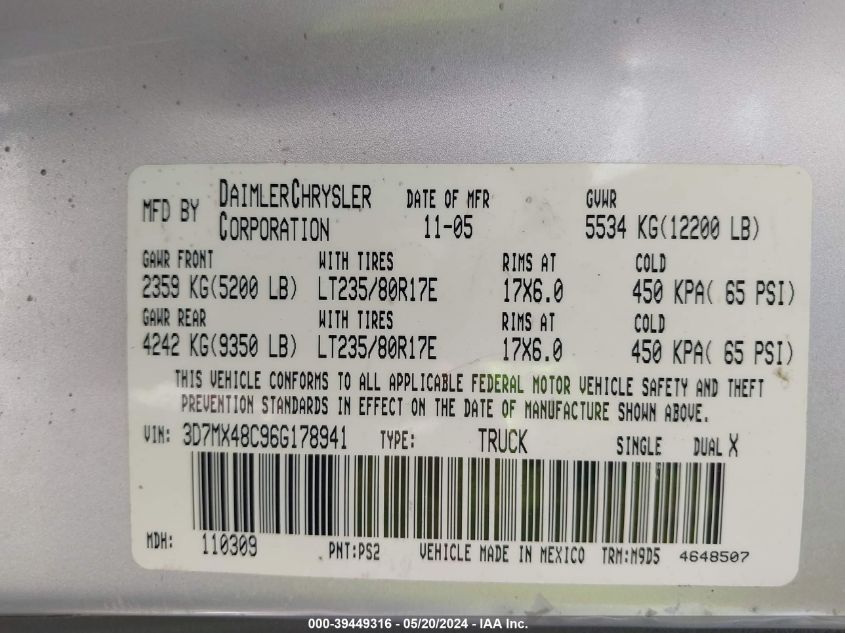 MFD BY DAIMLERCHRYSLER CORPORATION DATE OF MFR 11-05 GVWR 5534 KG(12200 LB)
GAWR FRONT WITH TIRES RIMS AT COLD
2359 KG(5200 LB) LT235/80R17E 17X6.0 450 KPA( 65 PSI)
GAWR REAR WITH TIRES RIMS AT COLD
4242 KG(9350 LB) LT235/80R17E 17X6.0 450 KPA( 65 PSI)
THIS VEHICLE CONFORMS TO ALL APPLICABLE FEDERAL MOTOR VEHICLE SAFETY AND THEFT
PREVENTION STANDARDS IN EFFECT ON THE DATE OF MANUFACTURE SHOWN ABOVE.
VIN: 3D7MX48C96G178941 TYPE: TRUCK SINGLE DUAL X
MDH: 110309 PNT:PS2 VEHICLE MADE IN MEXICO TRM:M9D5 4648507
000-39449316 - 05/20/2024 - IAA Inc.